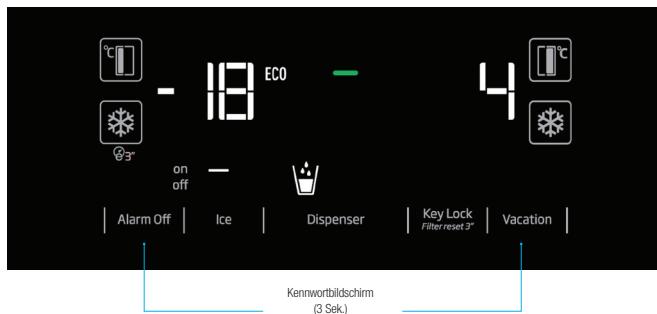 °C
°C
- 18 ECO 4
3"
on
off
Alarm Off Ice Dispenser Key Lock Vacation
Filter reset 3"
Kennwortbildschirm
(3 Sek.)